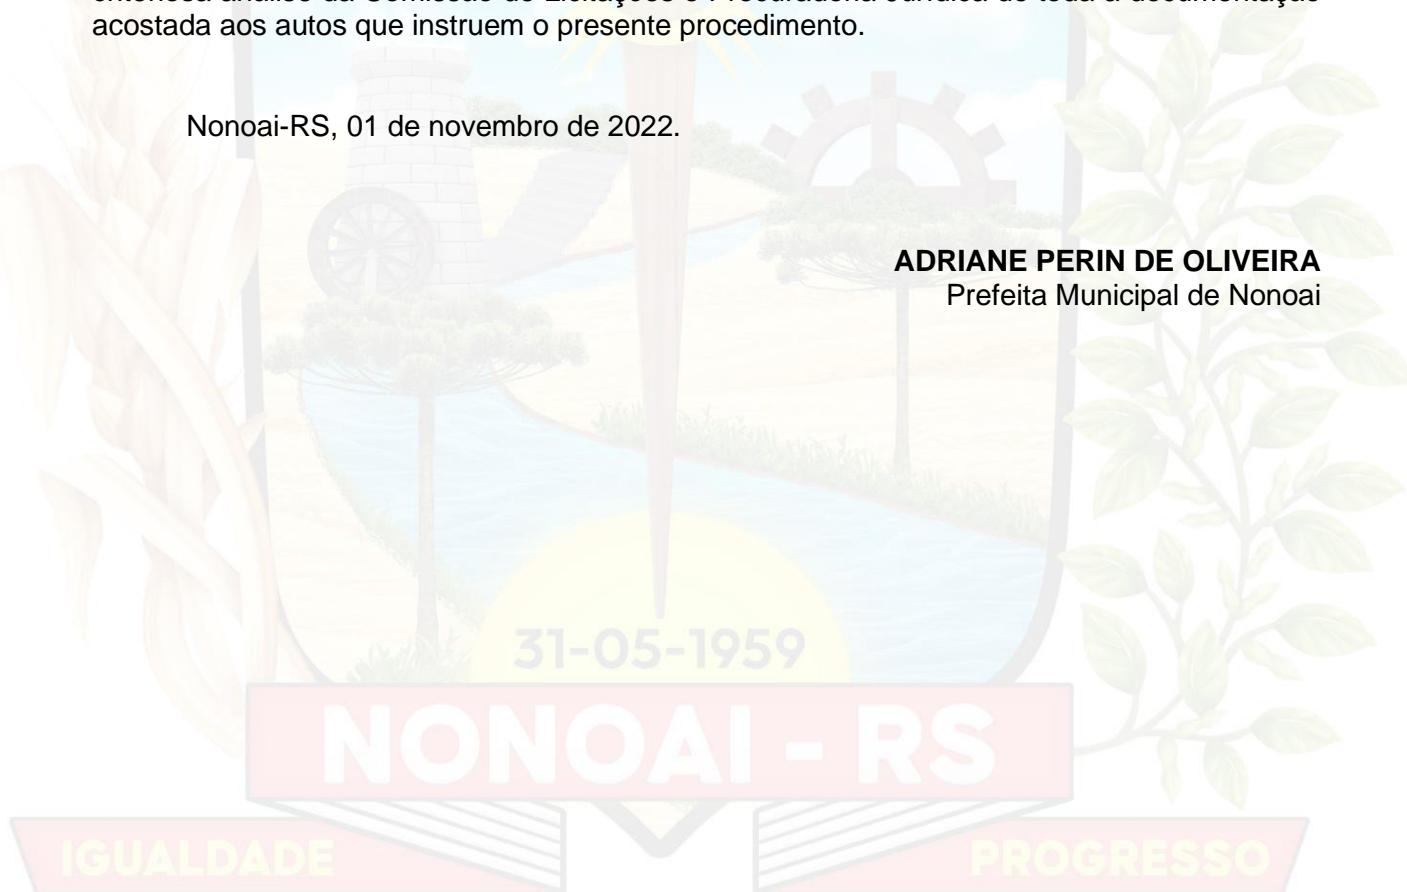 acostada aos autos que instruem o presente procedimento.
Nonoai-RS, 01 de novembro de 2022.
ADRIANE PERIN DE OLIVEIRA
Prefeita Municipal de Nonoai
31-05-1959
NONOAI - RS
IGUALDADE
PROGRESSO